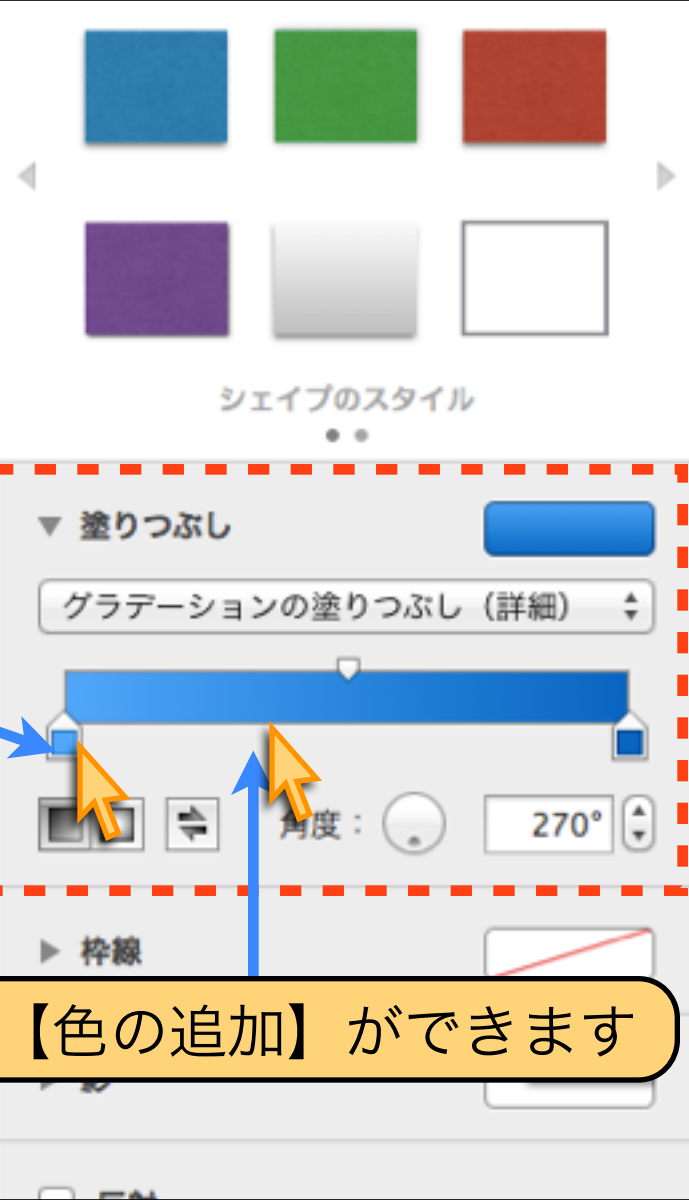 シェイプのスタイル
塗りつぶし
グラデーションの塗りつぶし（詳細）
角度： 270°
枠線
【色の追加】ができます